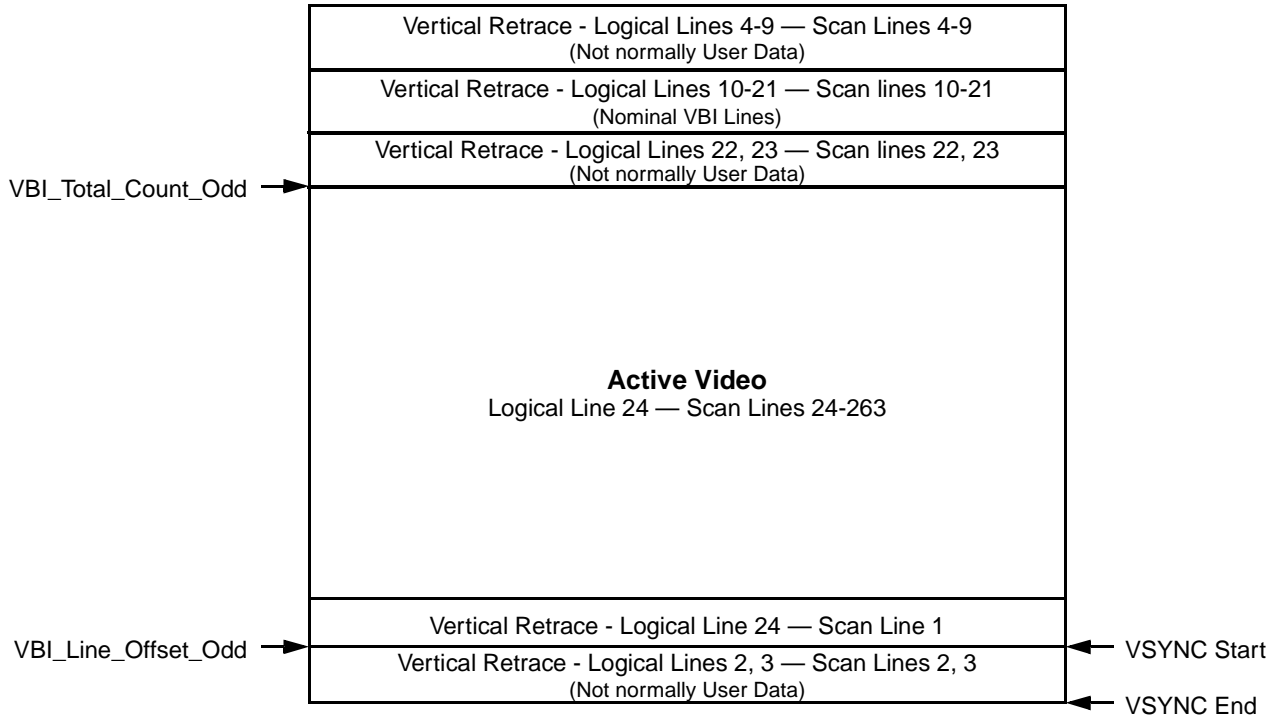 Vertical Retrace - Logical Lines 4-9 — Scan Lines 4-9
(Not normally User Data)
Vertical Retrace - Logical Lines 10-21 — Scan lines 10-21
(Nominal VBI Lines)
Vertical Retrace - Logical Lines 22, 23 — Scan lines 22, 23
(Not normally User Data)
VBI_Total_Count_Odd
Active Video
Logical Line 24 — Scan Lines 24-263
Vertical Retrace - Logical Line 24 — Scan Line 1
VBI_Line_Offset_Odd
VSYNC Start
Vertical Retrace - Logical Lines 2, 3 — Scan Lines 2, 3
(Not normally User Data)
VSYNC End